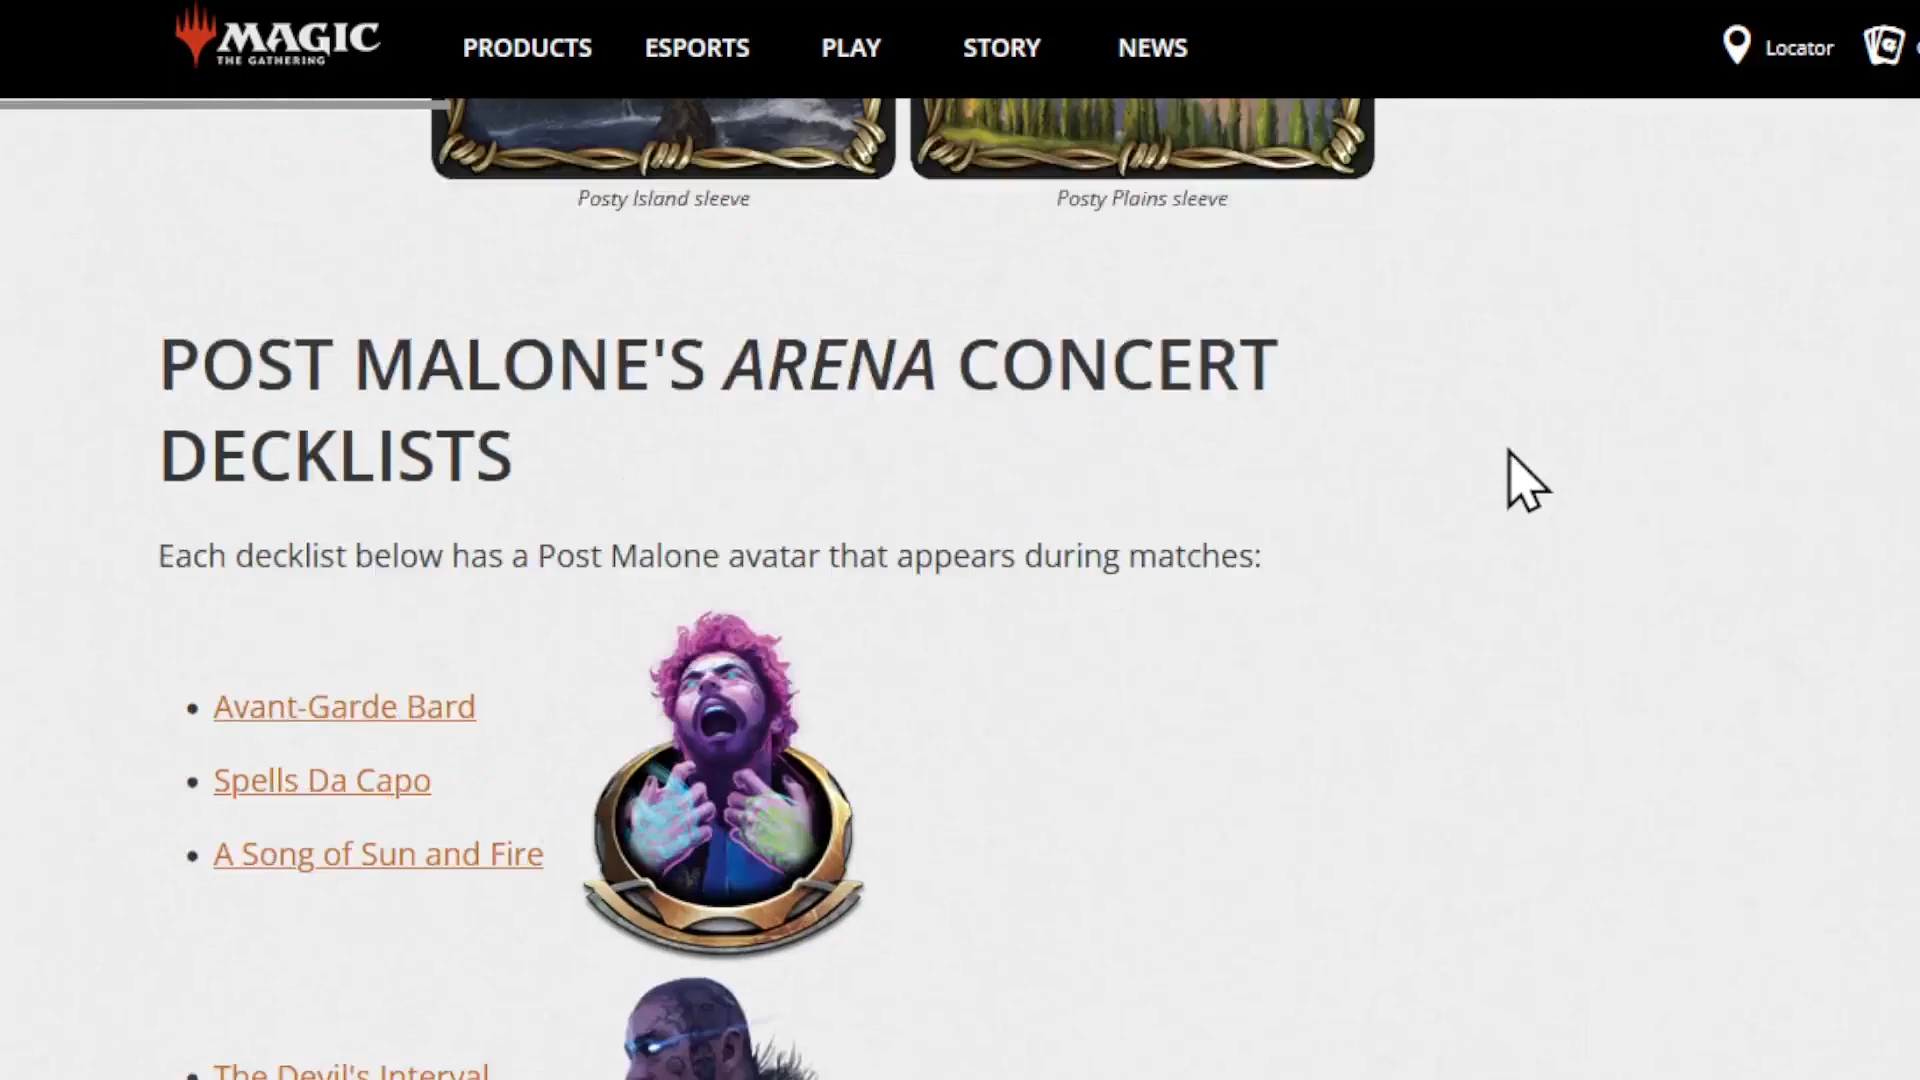 MAGIC
THE GATHERING
PRODUCTS
ESPORTS
PLAY
STORY
NEWS
Locator
Posty Island sleeve
Posty Plains sleeve
POST MALONE'S ARENA CONCERT
DECKLISTS
Each decklist below has a Post Malone avatar that appears during matches:
Avant-Garde Bard
Spells Da Capo
A Song of Sun and Fire
The Devil's Interval